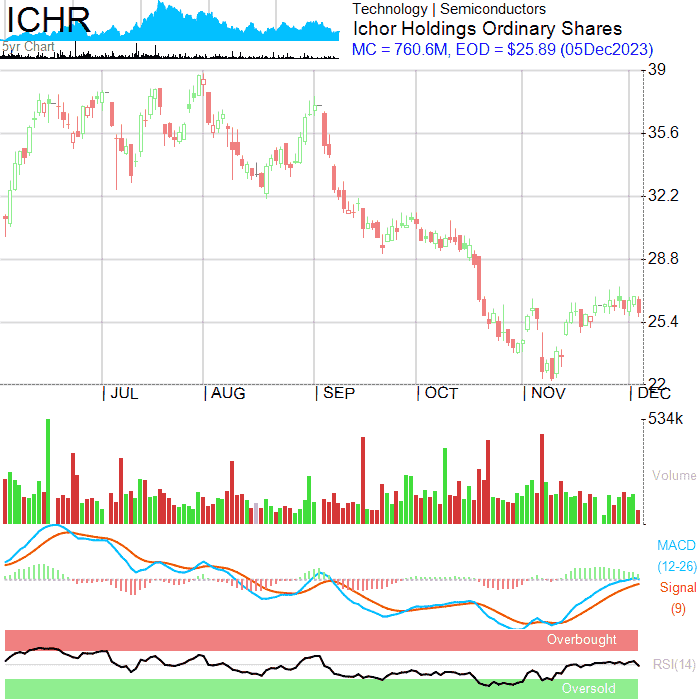 ICHR
5yr Chart
Technology | Semiconductors
Ichor Holdings Ordinary Shares
MC = 760.6M, EOD = $25.89 (05Dec2023)
39
35.6
32.2
28.8
25.4
22
| JUL | AUG | SEP | OCT | NOV | DEC
534k
Volume
MACD
(12-26)
Signal
(9)
Overbought
RSI(14)
Oversold